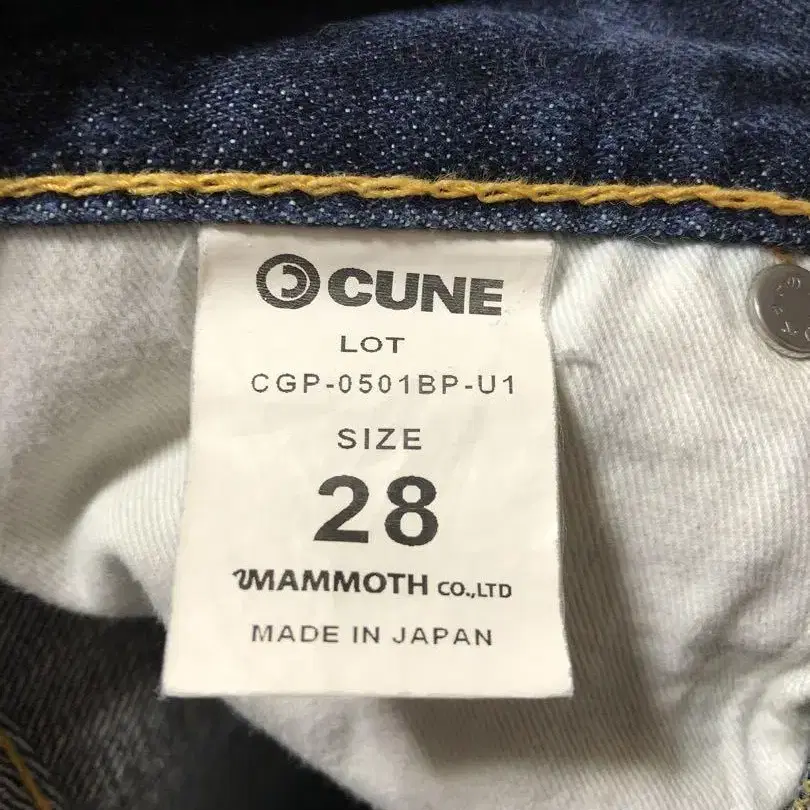 CUNE
LOT
CGP-0501BP-U1
SIZE
28
MAMMOTH CO.,LTD
MADE IN JAPAN